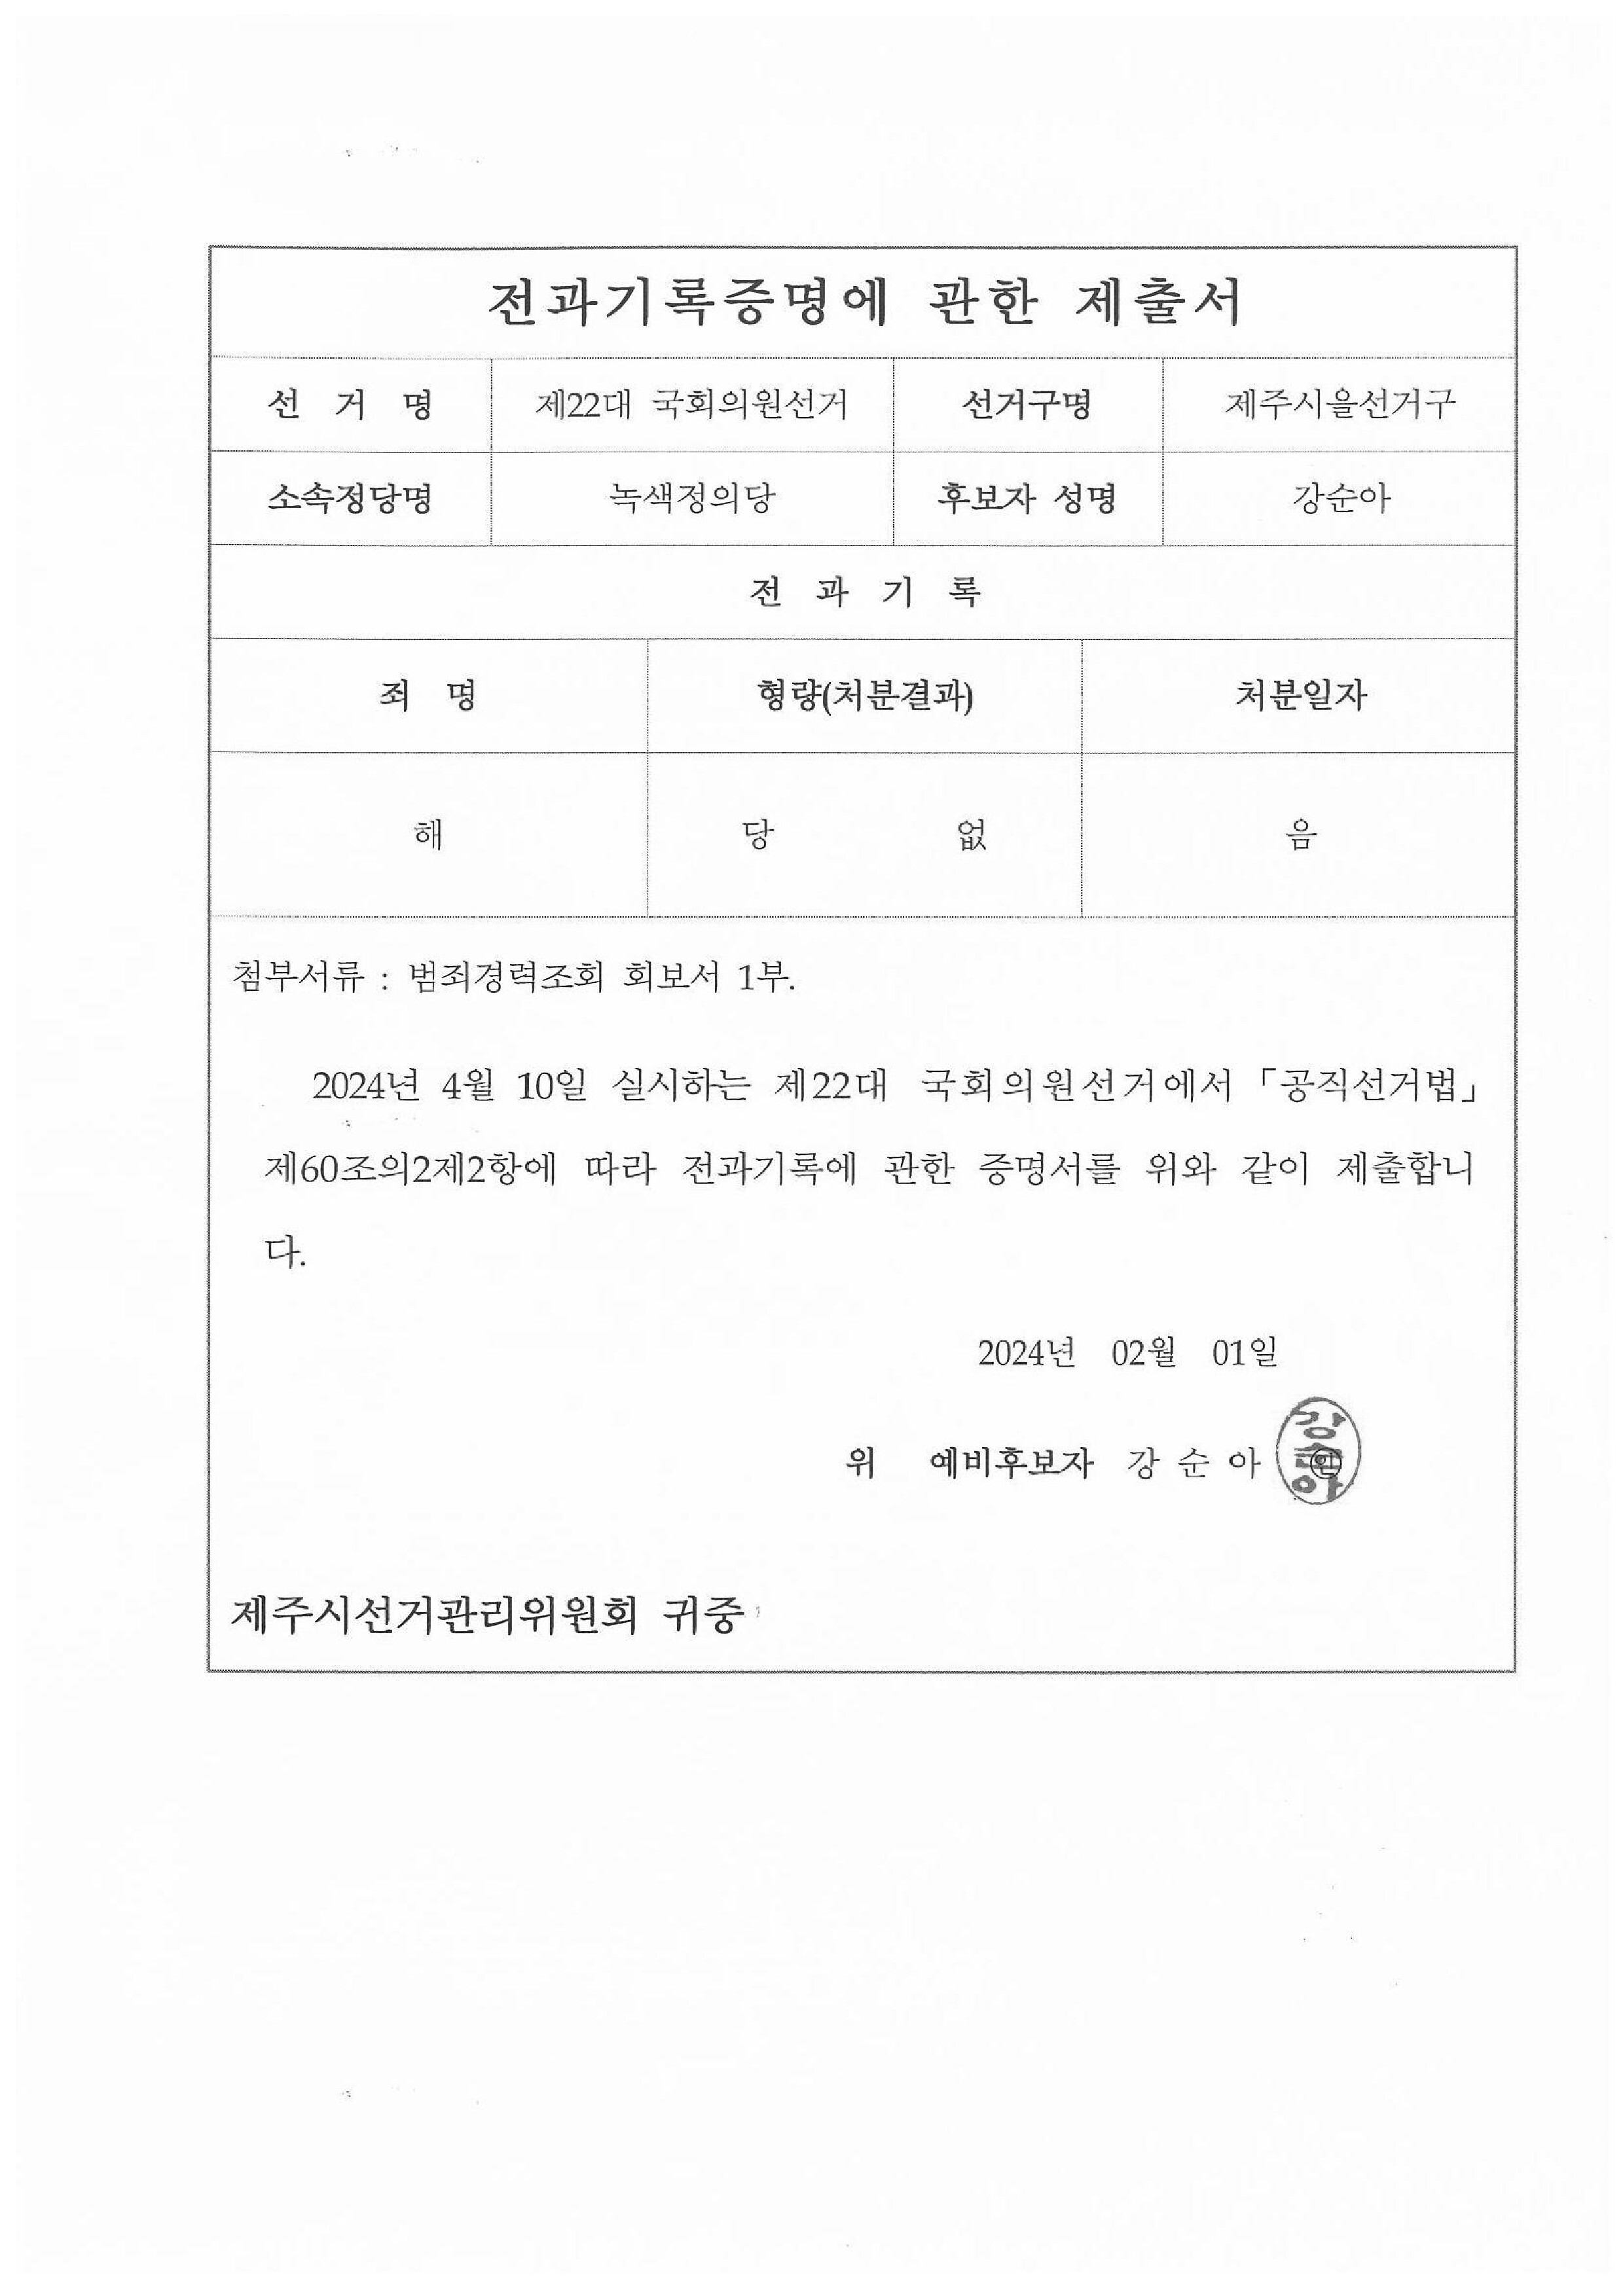 전과기록증명에 관한 제출서
선 거 명 제22대 국회의원선거 선거구명 제주시을선거구
소속정당명 녹색정의당 후보자 성명 강순아
전 과 기 록
죄 명 형량(처분결과) 처분일자
해 당 없 음
첨부서류 : 범죄경력조회 회보서 1부.
2024년 4월 10일 실시하는 제22대 국회의원선거에서 「공직선거법」
제60조의2제2항에 따라 전과기록에 관한 증명서를 위와 같이 제출합니
다.
2024년 02월 01일
위 예비후보자 강 순 아 ㊞
강순아
제주시선거관리위원회 귀중